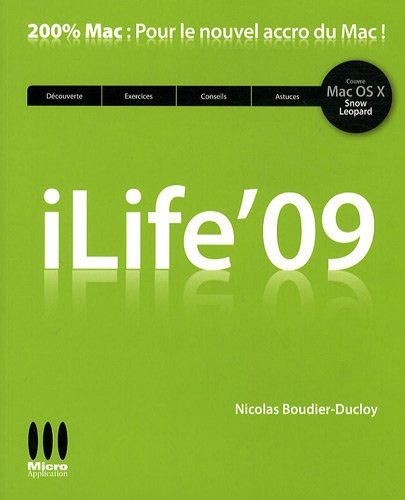 200% Mac : Pour le nouvel accro du Mac !
Découverte
Exercices
Conseils
Astuces
Couvre
Mac OS X
Snow
Leopard
iLife’09
Nicolas Boudier-Ducloy
Micro
Application